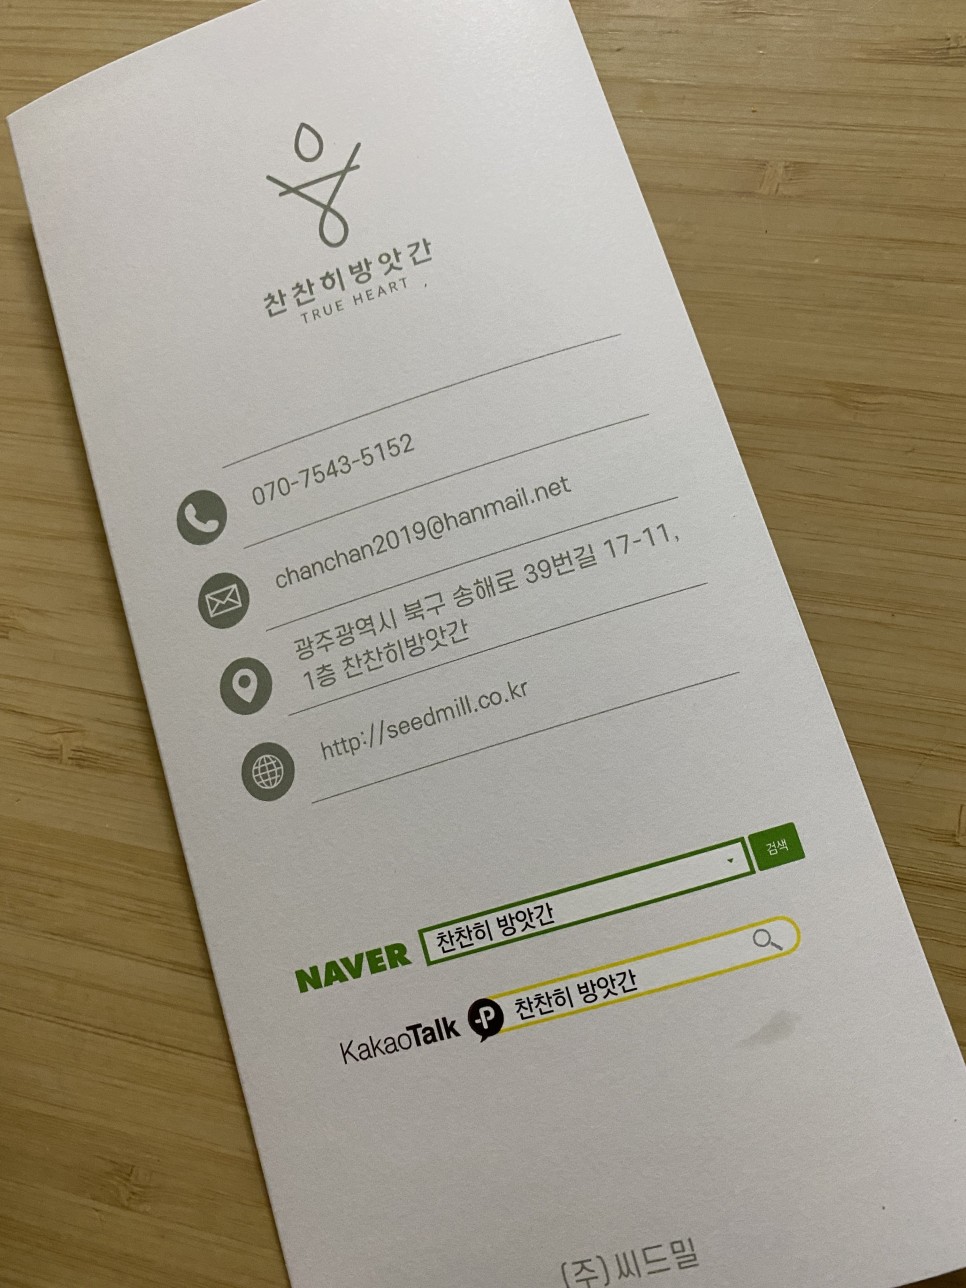 찬찬히방앗간
TRUE HEART ,
070-7543-5152
chanchan2019@hanmail.net
광주광역시 북구 송해로 39번길 17-11,
1층 찬찬히방앗간
http://seedmill.co.kr
NAVER 찬찬히 방앗간 검색
KakaoTalk P 찬찬히 방앗간
(주)씨드밀